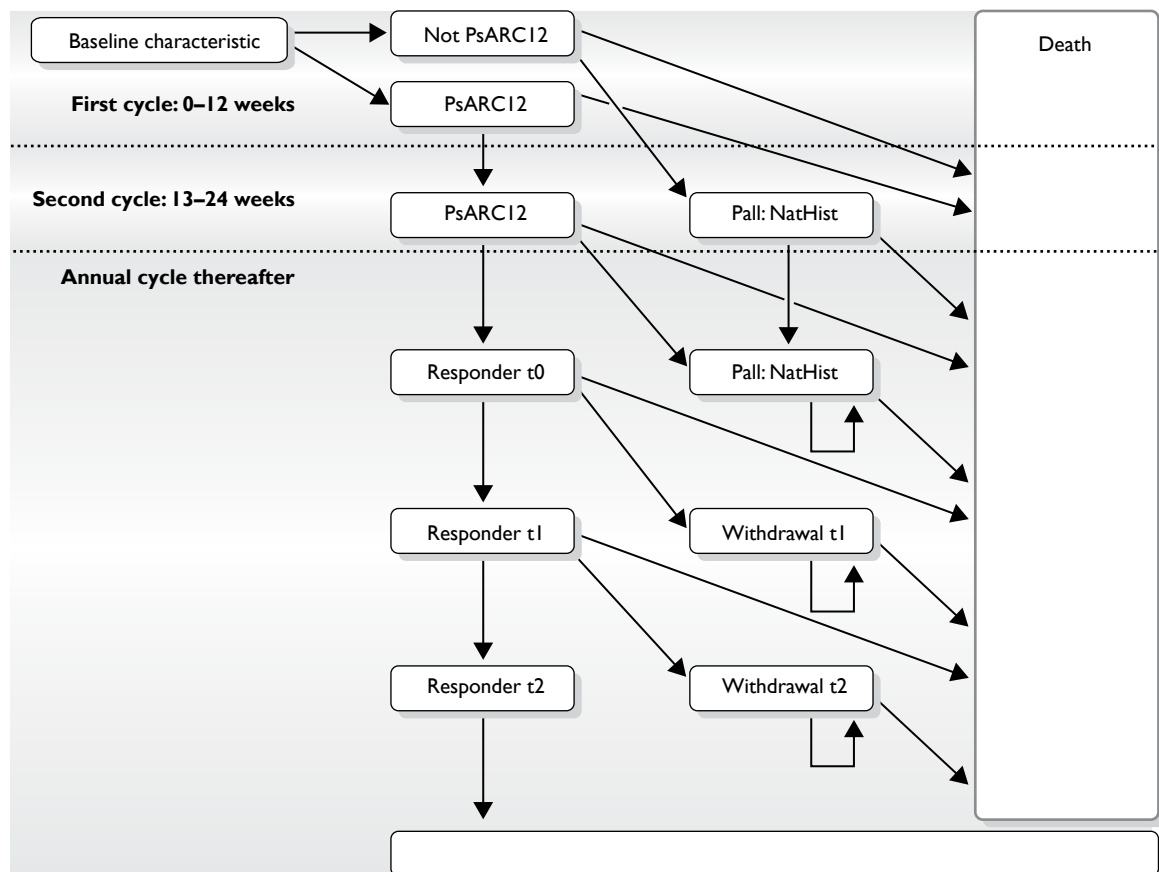 Baseline characteristic
Not PsARC12
Death
First cycle: 0–12 weeks
PsARC12
Second cycle: 13–24 weeks
PsARC12
Pall: NatHist
Annual cycle thereafter
Responder t0
Pall: NatHist
Responder t1
Withdrawal t1
Responder t2
Withdrawal t2